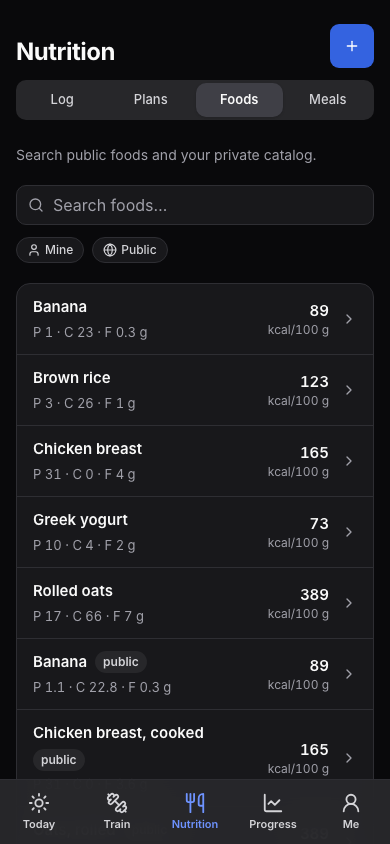 Nutrition
Log Plans Foods Meals
Search public foods and your private catalog.
Search foods...
Mine Public
Banana
89
P 1 · C 23 · F 0.3 g
kcal/100 g
Brown rice
123
P 3 · C 26 · F 1 g
kcal/100 g
Chicken breast
165
P 31 · C 0 · F 4 g
kcal/100 g
Greek yogurt
73
P 10 · C 4 · F 2 g
kcal/100 g
Rolled oats
389
P 17 · C 66 · F 7 g
kcal/100 g
Banana public
89
P 1.1 · C 22.8 · F 0.3 g
kcal/100 g
Chicken breast, cooked
165
public
kcal/100 g
Today Train Nutrition Progress Me